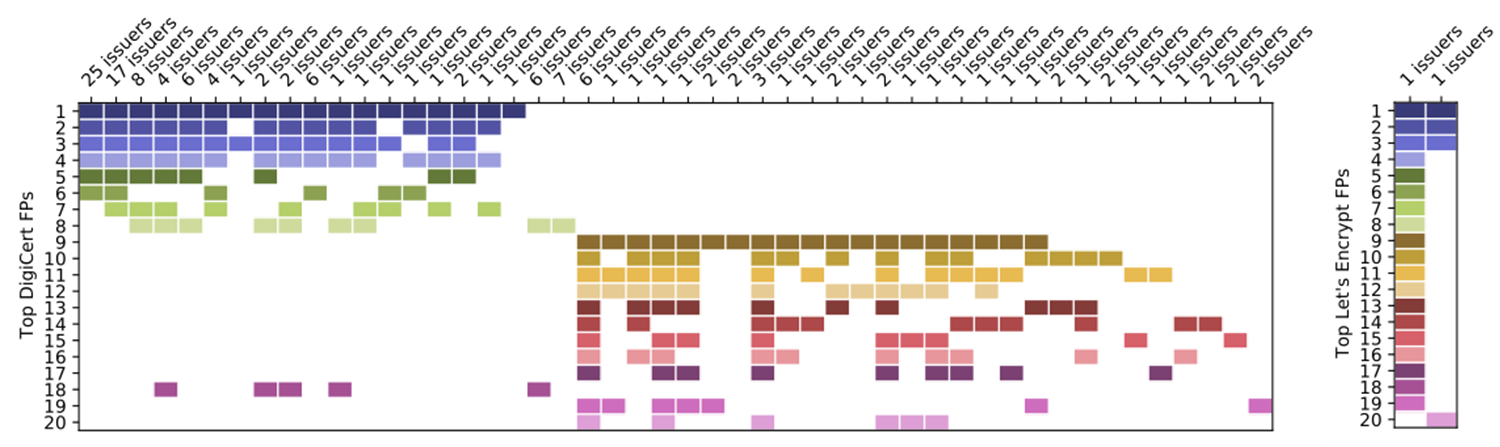 25 issuers
17 issuers
8 issuers
4 issuers
6 issuers
4 issuers
1 issuers
2 issuers
2 issuers
6 issuers
1 issuers
1 issuers
1 issuers
1 issuers
1 issuers
2 issuers
1 issuers
1 issuers
6 issuers
7 issuers
6 issuers
1 issuers
1 issuers
1 issuers
1 issuers
2 issuers
2 issuers
3 issuers
1 issuers
1 issuers
2 issuers
1 issuers
2 issuers
1 issuers
1 issuers
1 issuers
1 issuers
1 issuers
1 issuers
2 issuers
1 issuers
2 issuers
1 issuers
1 issuers
1 issuers
2 issuers
2 issuers
2 issuers
Top DigiCert FPs
1
2
3
4
5
6
7
8
9
10
11
12
13
14
15
16
17
18
19
20
1 issuers
1 issuers
Top Let's Encrypt FPs
1
2
3
4
5
6
7
8
9
10
11
12
13
14
15
16
17
18
19
20